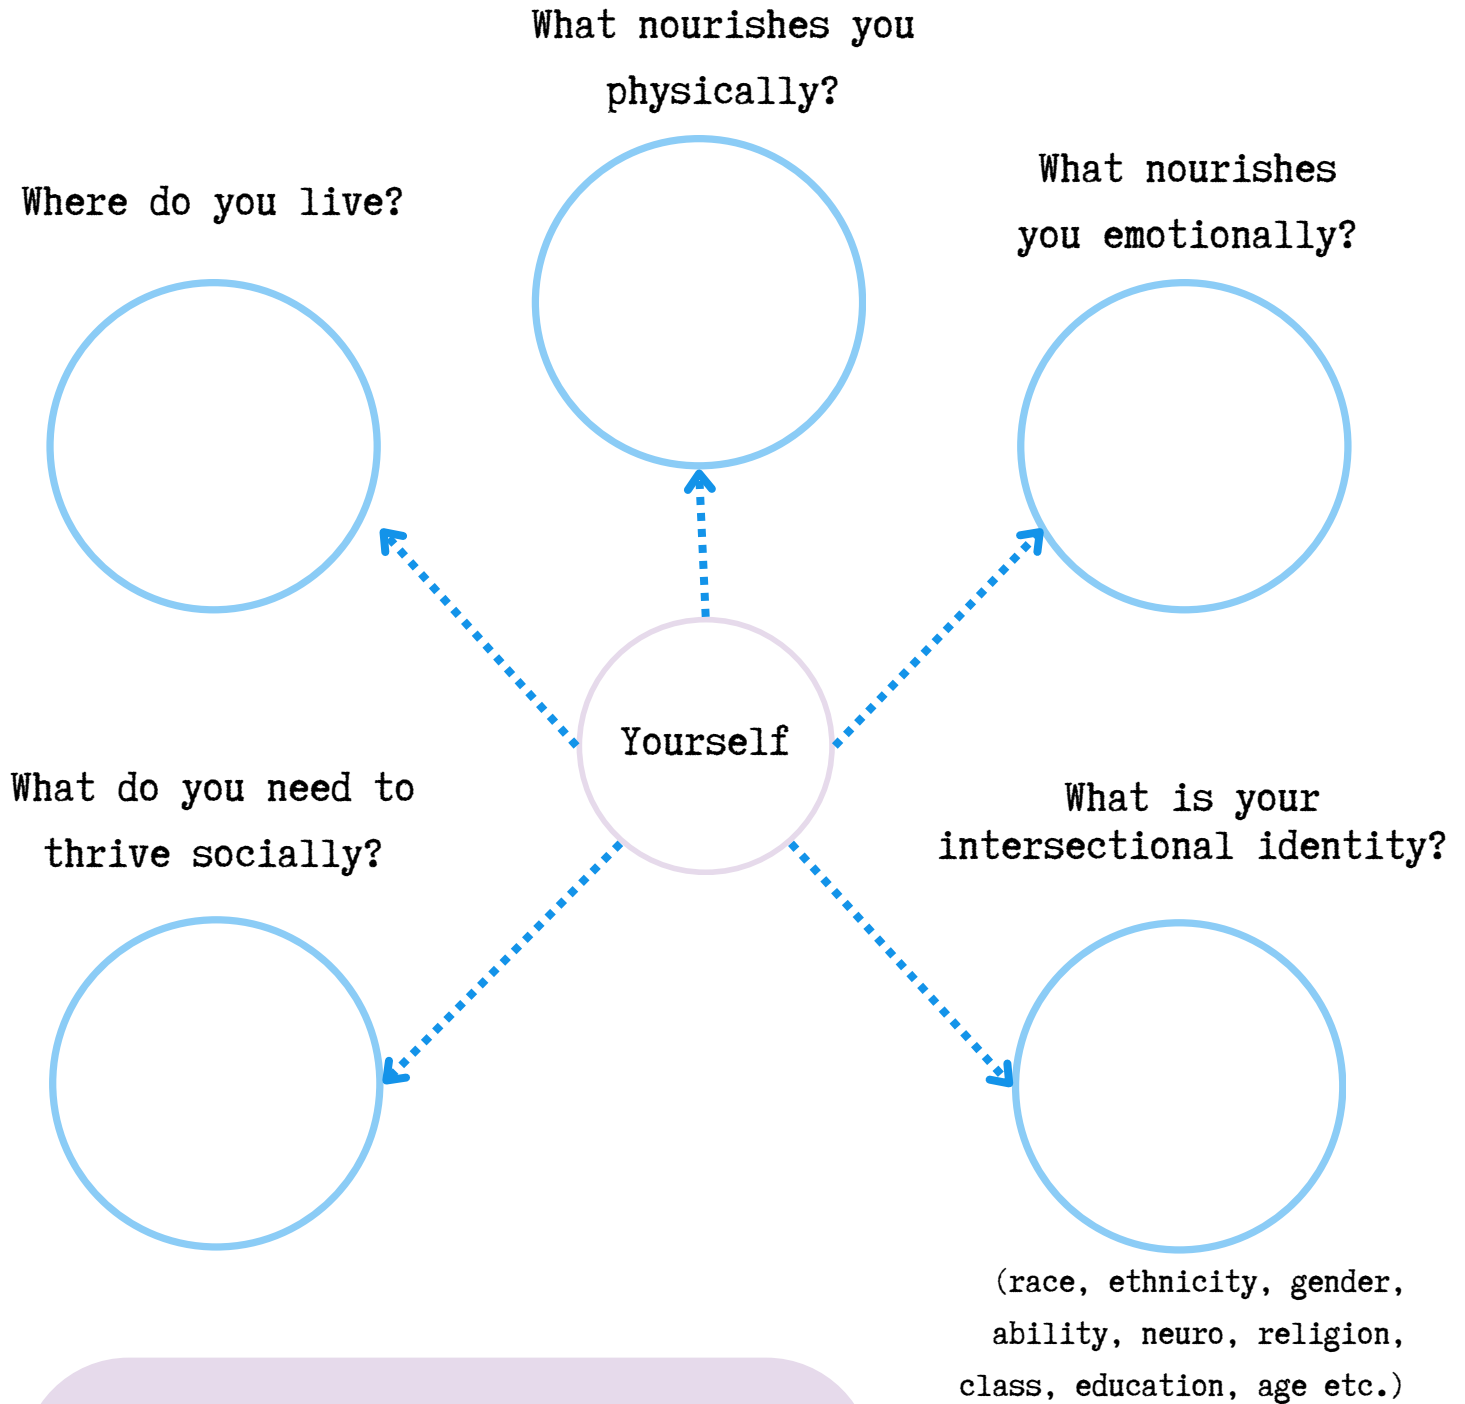 What nourishes you
physically?
Where do you live?
What nourishes
you emotionally?
Yourself
What do you need to
thrive socially?
What is your
intersectional identity?
(race, ethnicity, gender,
ability, neuro, religion,
class, education, age etc.)